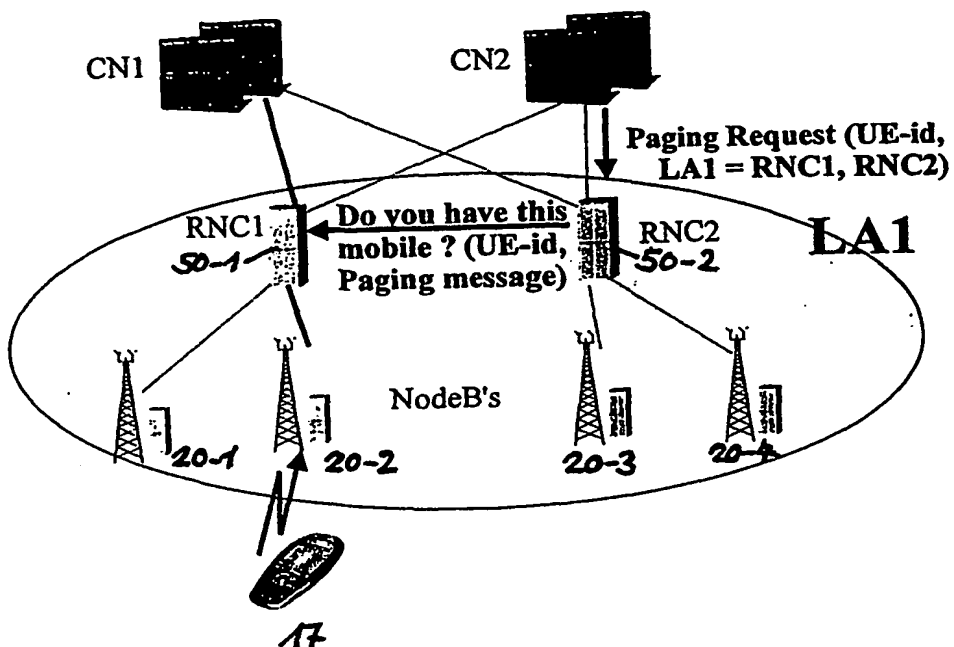 CN1
CN2
Paging Request (UE-id,
LA1 = RNC1, RNC2)
RNC1
50-1
Do you have this
mobile ? (UE-id,
Paging message)
RNC2
50-2
LA1
NodeB's
20-1
20-2
20-3
20-4
17